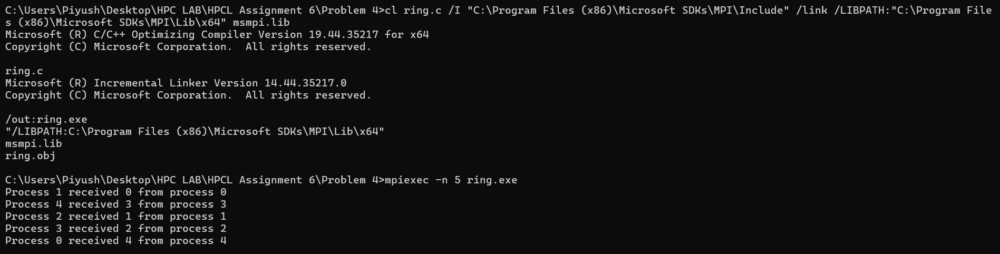 C:\Users\Piyush\Desktop\HPC LAB\HPCL Assignment 6\Problem 4>cl ring.c /I "C:\Program Files (x86)\Microsoft SDKs\MPI\Include" /link /LIBPATH:"C:\Program File
s (x86)\Microsoft SDKs\MPI\Lib\x64" msmpi.lib
Microsoft (R) C/C++ Optimizing Compiler Version 19.44.35217 for x64
Copyright (C) Microsoft Corporation.  All rights reserved.

ring.c
Microsoft (R) Incremental Linker Version 14.44.35217.0
Copyright (C) Microsoft Corporation.  All rights reserved.

/out:ring.exe
"/LIBPATH:C:\Program Files (x86)\Microsoft SDKs\MPI\Lib\x64"
msmpi.lib
ring.obj

C:\Users\Piyush\Desktop\HPC LAB\HPCL Assignment 6\Problem 4>mpiexec -n 5 ring.exe
Process 1 received 0 from process 0
Process 4 received 3 from process 3
Process 2 received 1 from process 1
Process 3 received 2 from process 2
Process 0 received 4 from process 4